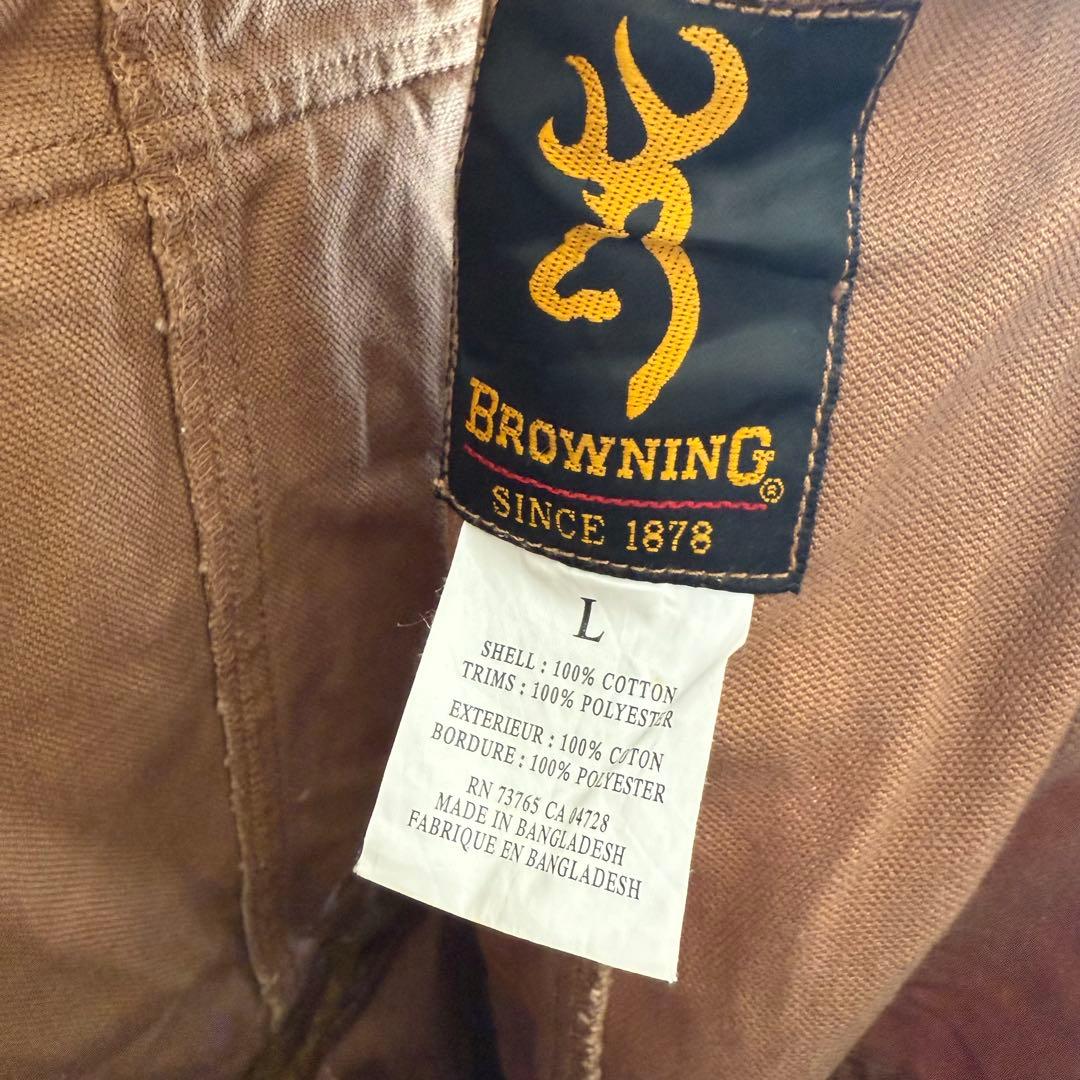 BROWNING®
SINCE 1878
L
SHELL : 100% COTTON
TRIMS : 100% POLYESTER
EXTERIEUR : 100% COTON
BORDURE : 100% POLYESTER
RN 73765 CA 04728
MADE IN BANGLADESH
FABRIQUE EN BANGLADESH